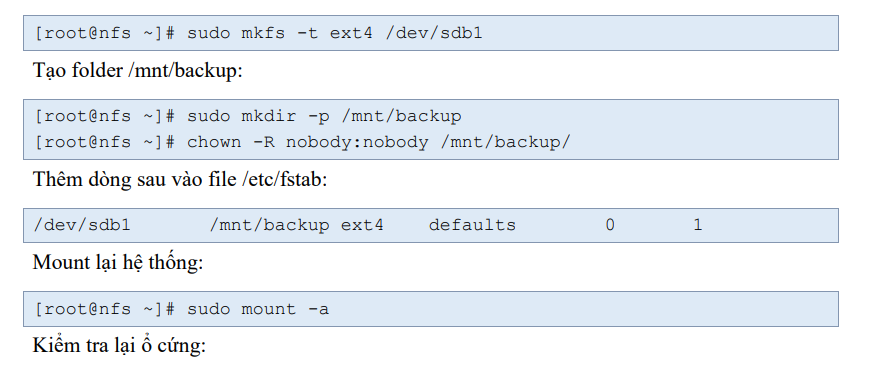 [root@nfs ~]# sudo mkfs -t ext4 /dev/sdb1
Tạo folder /mnt/backup:
[root@nfs ~]# sudo mkdir -p /mnt/backup
[root@nfs ~]# chown -R nobody:nobody /mnt/backup/
Thêm dòng sau vào file /etc/fstab:
/dev/sdb1 /mnt/backup ext4 defaults 0 1
Mount lại hệ thống:
[root@nfs ~]# sudo mount -a
Kiểm tra lại ổ cứng: